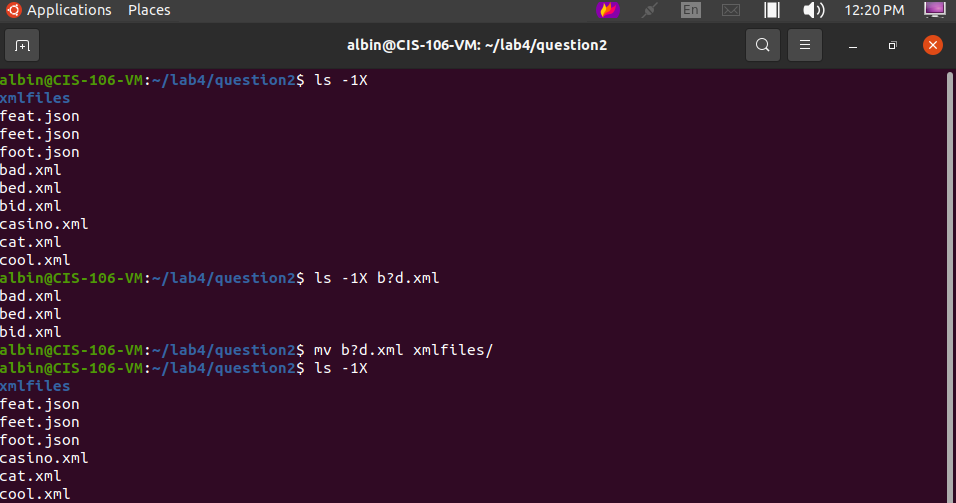 Applications Places En 12:20 PM
albin@CIS-106-VM: ~/lab4/question2
albin@CIS-106-VM:~/lab4/question2$ ls -1X
xmlfiles
feat.json
feet.json
foot.json
bad.xml
bed.xml
bid.xml
casino.xml
cat.xml
cool.xml
albin@CIS-106-VM:~/lab4/question2$ ls -1X b?d.xml
bad.xml
bed.xml
bid.xml
albin@CIS-106-VM:~/lab4/question2$ mv b?d.xml xmlfiles/
albin@CIS-106-VM:~/lab4/question2$ ls -1X
xmlfiles
feat.json
feet.json
foot.json
casino.xml
cat.xml
cool.xml